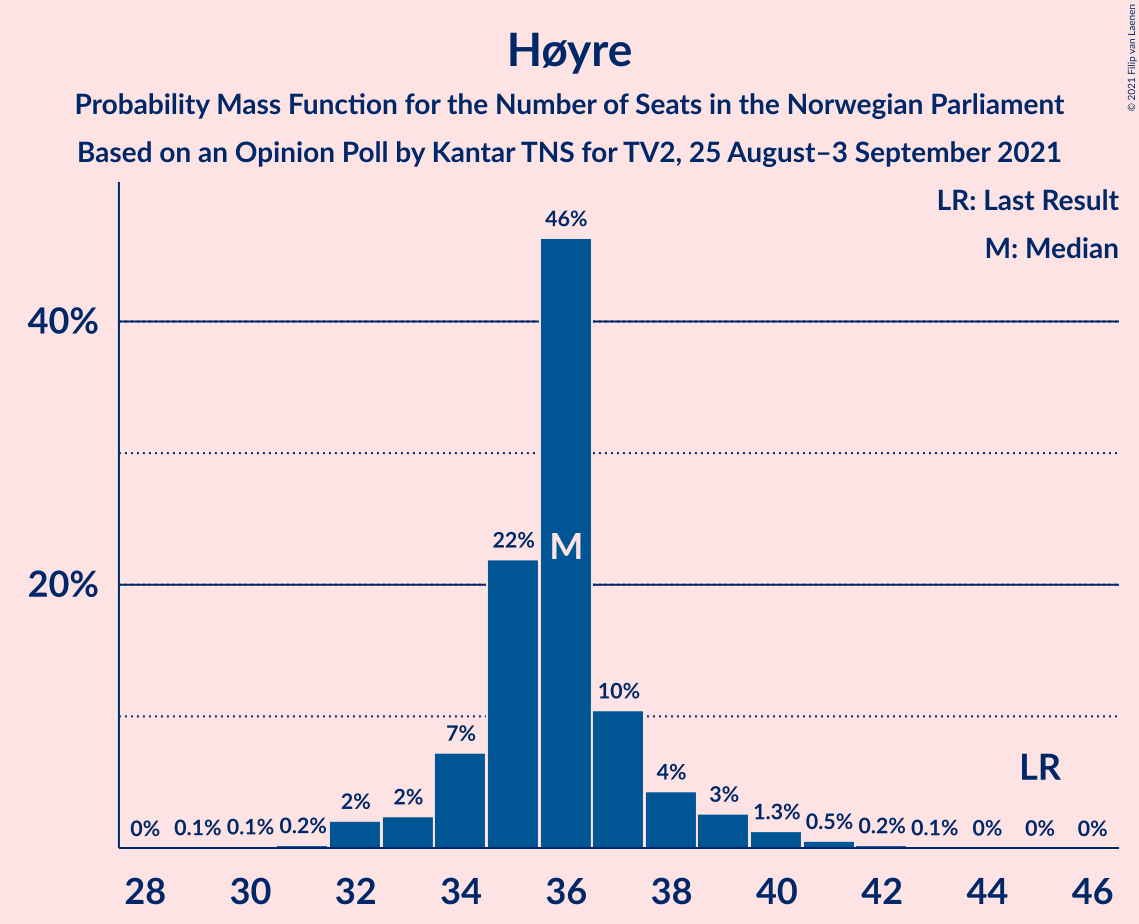 Høyre
Probability Mass Function for the Number of Seats in the Norwegian Parliament
Based on an Opinion Poll by Kantar TNS for TV2, 25 August–3 September 2021
© 2021 Filip van Laenen
LR: Last Result
M: Median
40%
20%
0% 0.1% 0.1% 0.2% 2% 2% 7% 22% 46% 10% 4% 3% 1.3% 0.5% 0.2% 0.1% 0% 0% 0%
M
LR
28 30 32 34 36 38 40 42 44 46